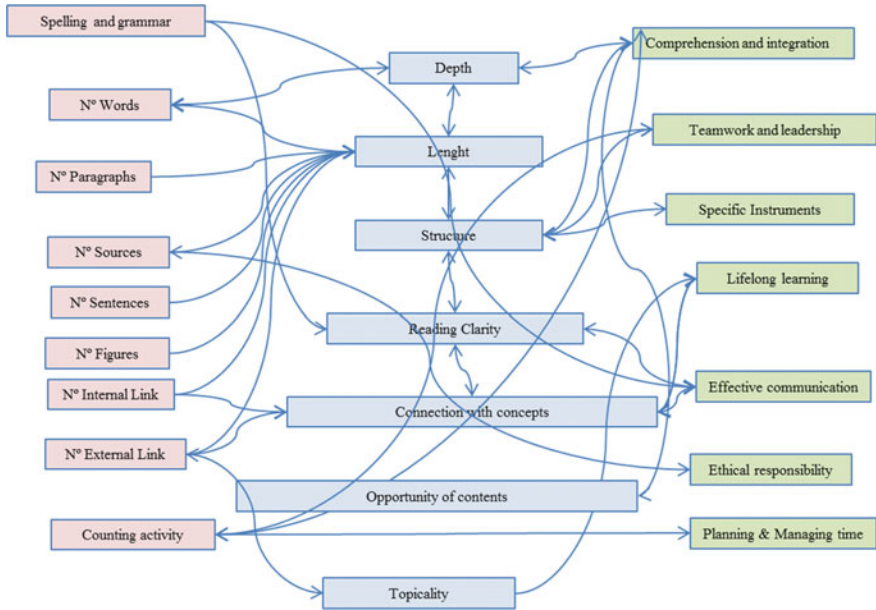 Spelling and grammar
Nº Words
Nº Paragraphs
Nº Sources
Nº Sentences
Nº Figures
Nº Internal Link
Nº External Link
Counting activity
Depth
Lenght
Structure
Reading Clarity
Connection with concepts
Opportunity of contents
Topicality
Comprehension and integration
Teamwork and leadership
Specific Instruments
Lifelong learning
Effective communication
Ethical responsibility
Planning & Managing time